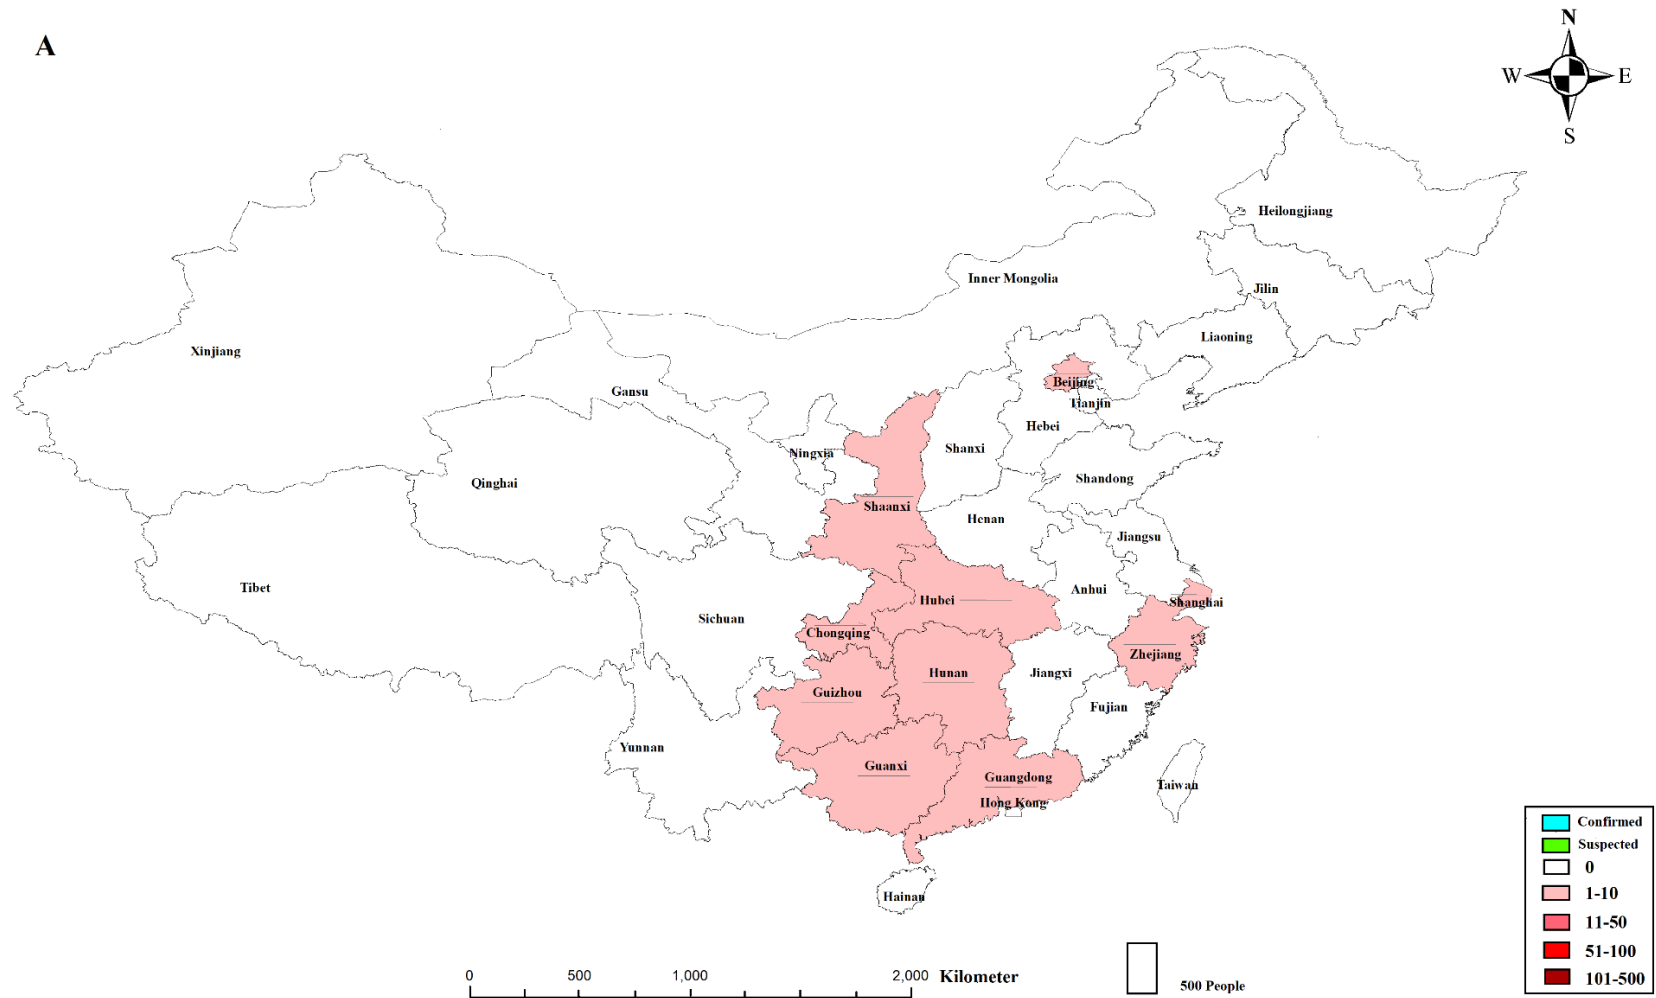 N
A
W
E
S
Heilongjiang
Inner Mongolia
Jilin
Liaoning
Xinjiang
Beijing
Gansu
Tianjin
Hebei
Shanxi
Ningxia
Shandong
Qinghai
Shaanxi
Henan
Jiangsu
Tibet
Anhui
Hubei
Shanghai
Sichuan
Chongqing
Zhejiang
Hunan
Jiangxi
Guizhou
Fujian
Yunnan
Guanxi
Guangdong
Taiwan
Hong Kong
Hainan
Confirmed
Suspected
0
1-10
11-50
51-100
101-500
0 500 1,000 2,000 Kilometer
500 People